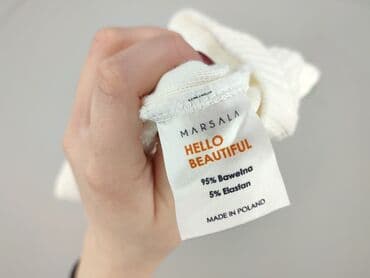 MARSALA
HELLO
BEAUTIFUL
95% Bawełna
5% Elastan
MADE IN POLAND